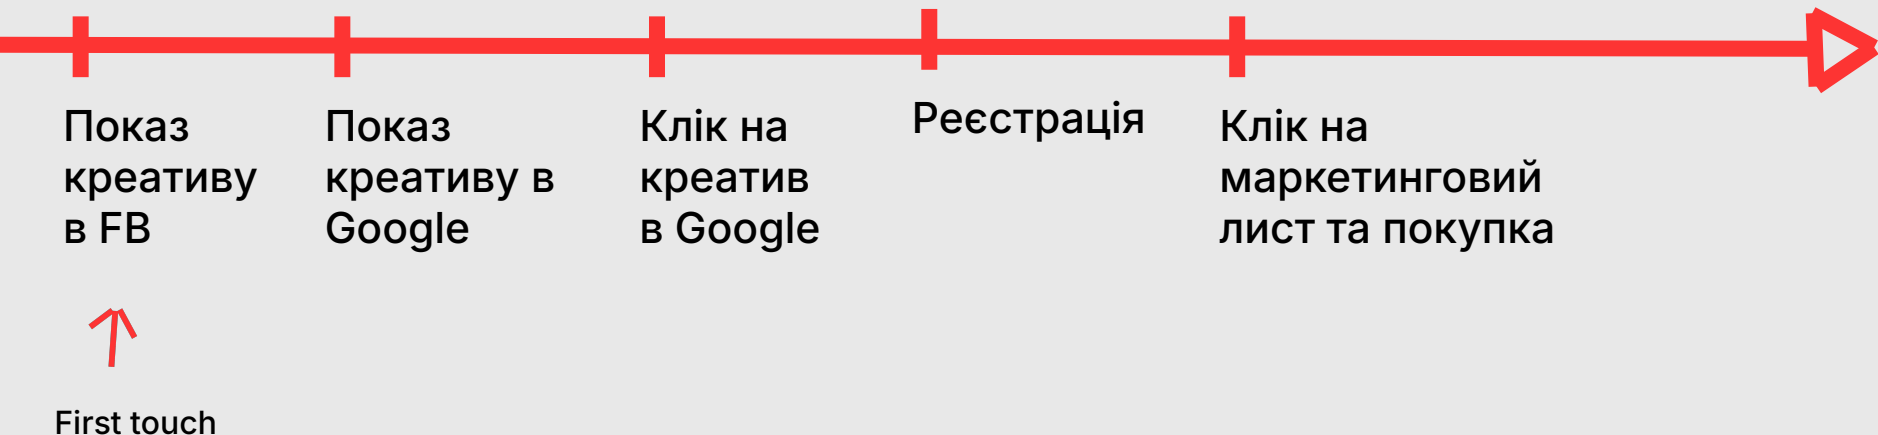 Показ
креативу
в FB
Показ
креативу в
Google
Клік на
креатив
в Google
Реєстрація
Клік на
маркетинговий
лист та покупка
First touch